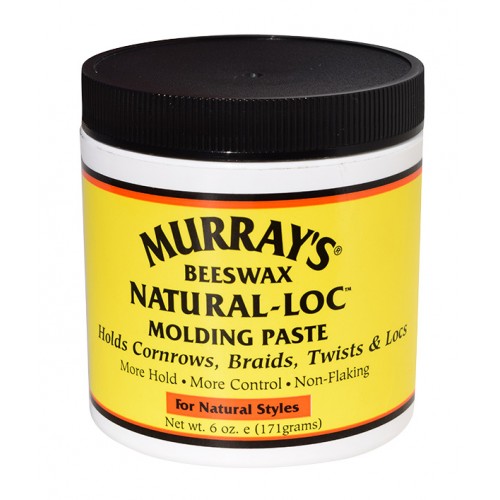 MURRAY'S®
BEESWAX
NATURAL-LOC™
MOLDING PASTE
Holds Cornrows, Braids, Twists & Locs
More Hold • More Control • Non-Flaking
For Natural Styles
Net wt. 6 oz. e (171grams)